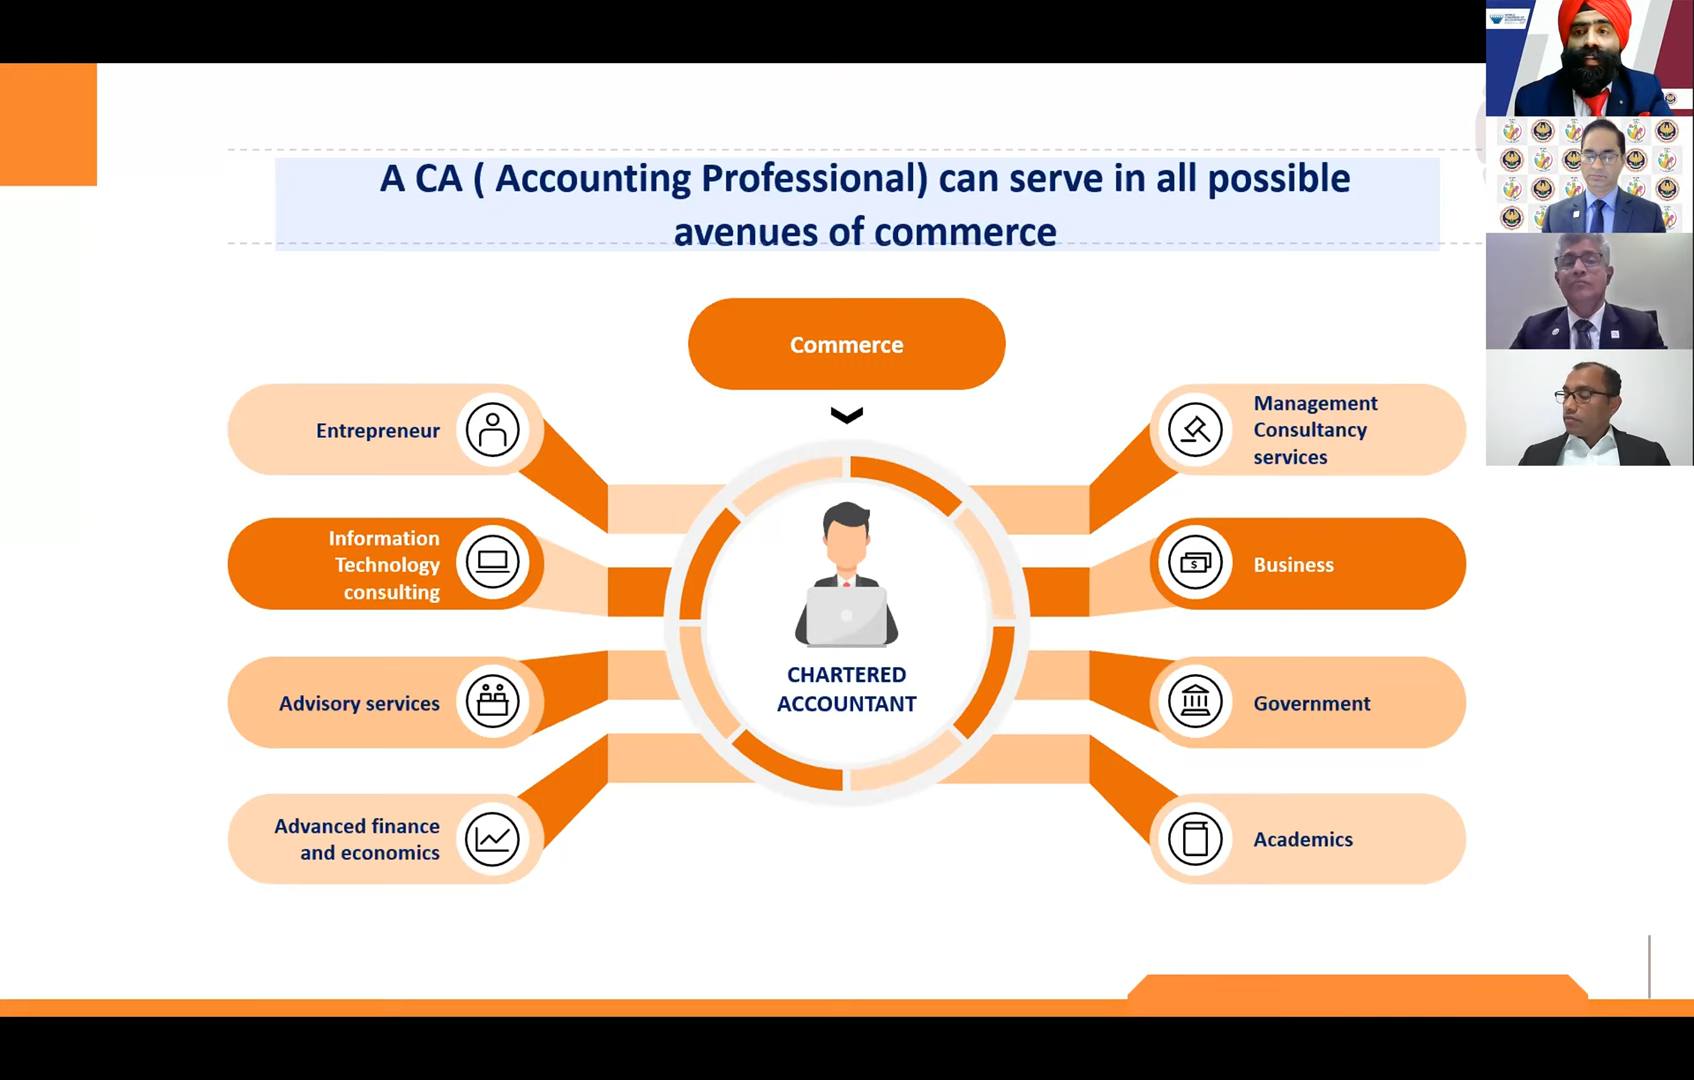 A CA ( Accounting Professional) can serve in all possible
avenues of commerce
Commerce
Entrepreneur
Information
Technology
consulting
Advisory services
Advanced finance
and economics
CHARTERED
ACCOUNTANT
Management
Consultancy
services
Business
$
Government
Academics